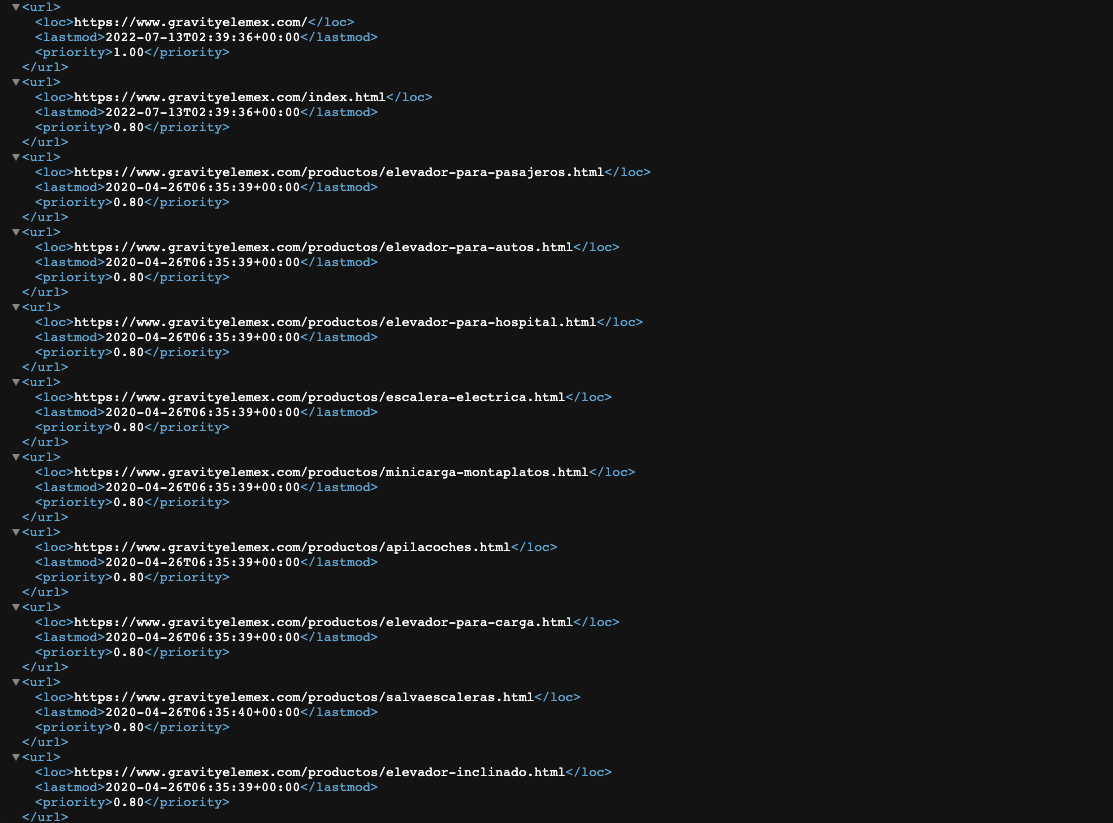 ▼<url>
<loc>https://www.gravityelemex.com/</loc>
<lastmod>2022-07-13T02:39:36+00:00</lastmod>
<priority>1.00</priority>
</url>
▼<url>
<loc>https://www.gravityelemex.com/index.html</loc>
<lastmod>2022-07-13T02:39:36+00:00</lastmod>
<priority>0.80</priority>
</url>
▼<url>
<loc>https://www.gravityelemex.com/productos/elevador-para-pasajeros.html</loc>
<lastmod>2020-04-26T06:35:39+00:00</lastmod>
<priority>0.80</priority>
</url>
▼<url>
<loc>https://www.gravityelemex.com/productos/elevador-para-autos.html</loc>
<lastmod>2020-04-26T06:35:39+00:00</lastmod>
<priority>0.80</priority>
</url>
▼<url>
<loc>https://www.gravityelemex.com/productos/elevador-para-hospital.html</loc>
<lastmod>2020-04-26T06:35:39+00:00</lastmod>
<priority>0.80</priority>
</url>
▼<url>
<loc>https://www.gravityelemex.com/productos/escalera-electrica.html</loc>
<lastmod>2020-04-26T06:35:39+00:00</lastmod>
<priority>0.80</priority>
</url>
▼<url>
<loc>https://www.gravityelemex.com/productos/minicarga-montaplatos.html</loc>
<lastmod>2020-04-26T06:35:39+00:00</lastmod>
<priority>0.80</priority>
</url>
▼<url>
<loc>https://www.gravityelemex.com/productos/apilacoches.html</loc>
<lastmod>2020-04-26T06:35:39+00:00</lastmod>
<priority>0.80</priority>
</url>
▼<url>
<loc>https://www.gravityelemex.com/productos/elevador-para-carga.html</loc>
<lastmod>2020-04-26T06:35:39+00:00</lastmod>
<priority>0.80</priority>
</url>
▼<url>
<loc>https://www.gravityelemex.com/productos/salvaescaleras.html</loc>
<lastmod>2020-04-26T06:35:40+00:00</lastmod>
<priority>0.80</priority>
</url>
▼<url>
<loc>https://www.gravityelemex.com/productos/elevador-inclinado.html</loc>
<lastmod>2020-04-26T06:35:39+00:00</lastmod>
<priority>0.80</priority>
</url>